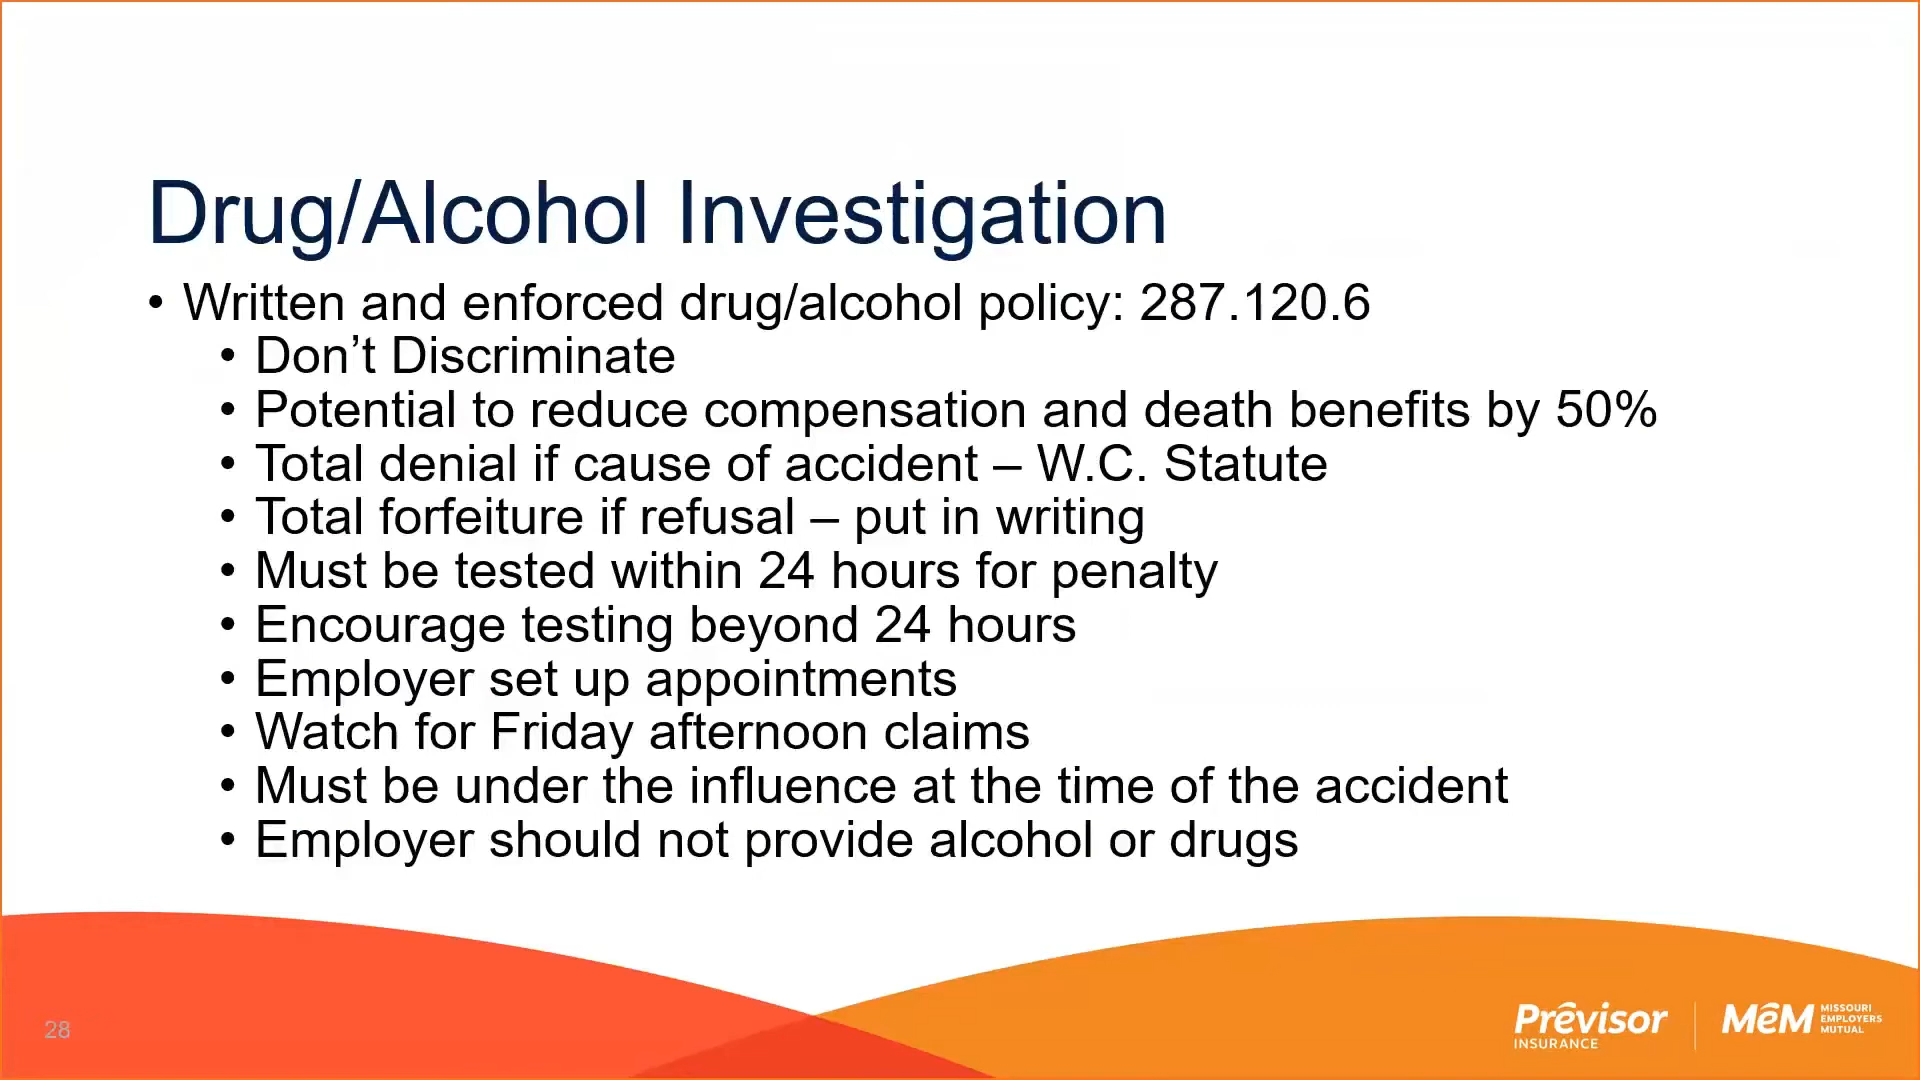 Drug/Alcohol Investigation
• Written and enforced drug/alcohol policy: 287.120.6
• Don’t Discriminate
• Potential to reduce compensation and death benefits by 50%
• Total denial if cause of accident – W.C. Statute
• Total forfeiture if refusal – put in writing
• Must be tested within 24 hours for penalty
• Encourage testing beyond 24 hours
• Employer set up appointments
• Watch for Friday afternoon claims
• Must be under the influence at the time of the accident
• Employer should not provide alcohol or drugs
28
Prêvisor
INSURANCE
MêM
MISSOURI
EMPLOYERS
MUTUAL